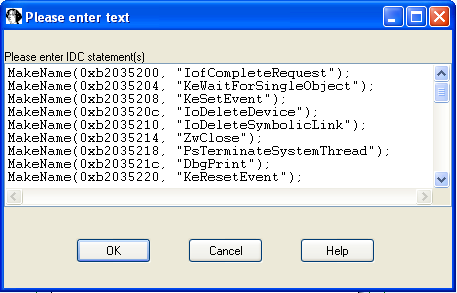 Please enter text
Please enter IDC statement(s)
MakeName(0xb2035200, "IofCompleteRequest");
MakeName(0xb2035204, "KeWaitForSingleObject");
MakeName(0xb2035208, "KeSetEvent");
MakeName(0xb203520c, "IoDeleteDevice");
MakeName(0xb2035210, "IoDeleteSymbolicLink");
MakeName(0xb2035214, "ZwClose");
MakeName(0xb2035218, "PsTerminateSystemThread");
MakeName(0xb203521c, "DbgPrint");
MakeName(0xb2035220, "KeResetEvent");
OK
Cancel
Help